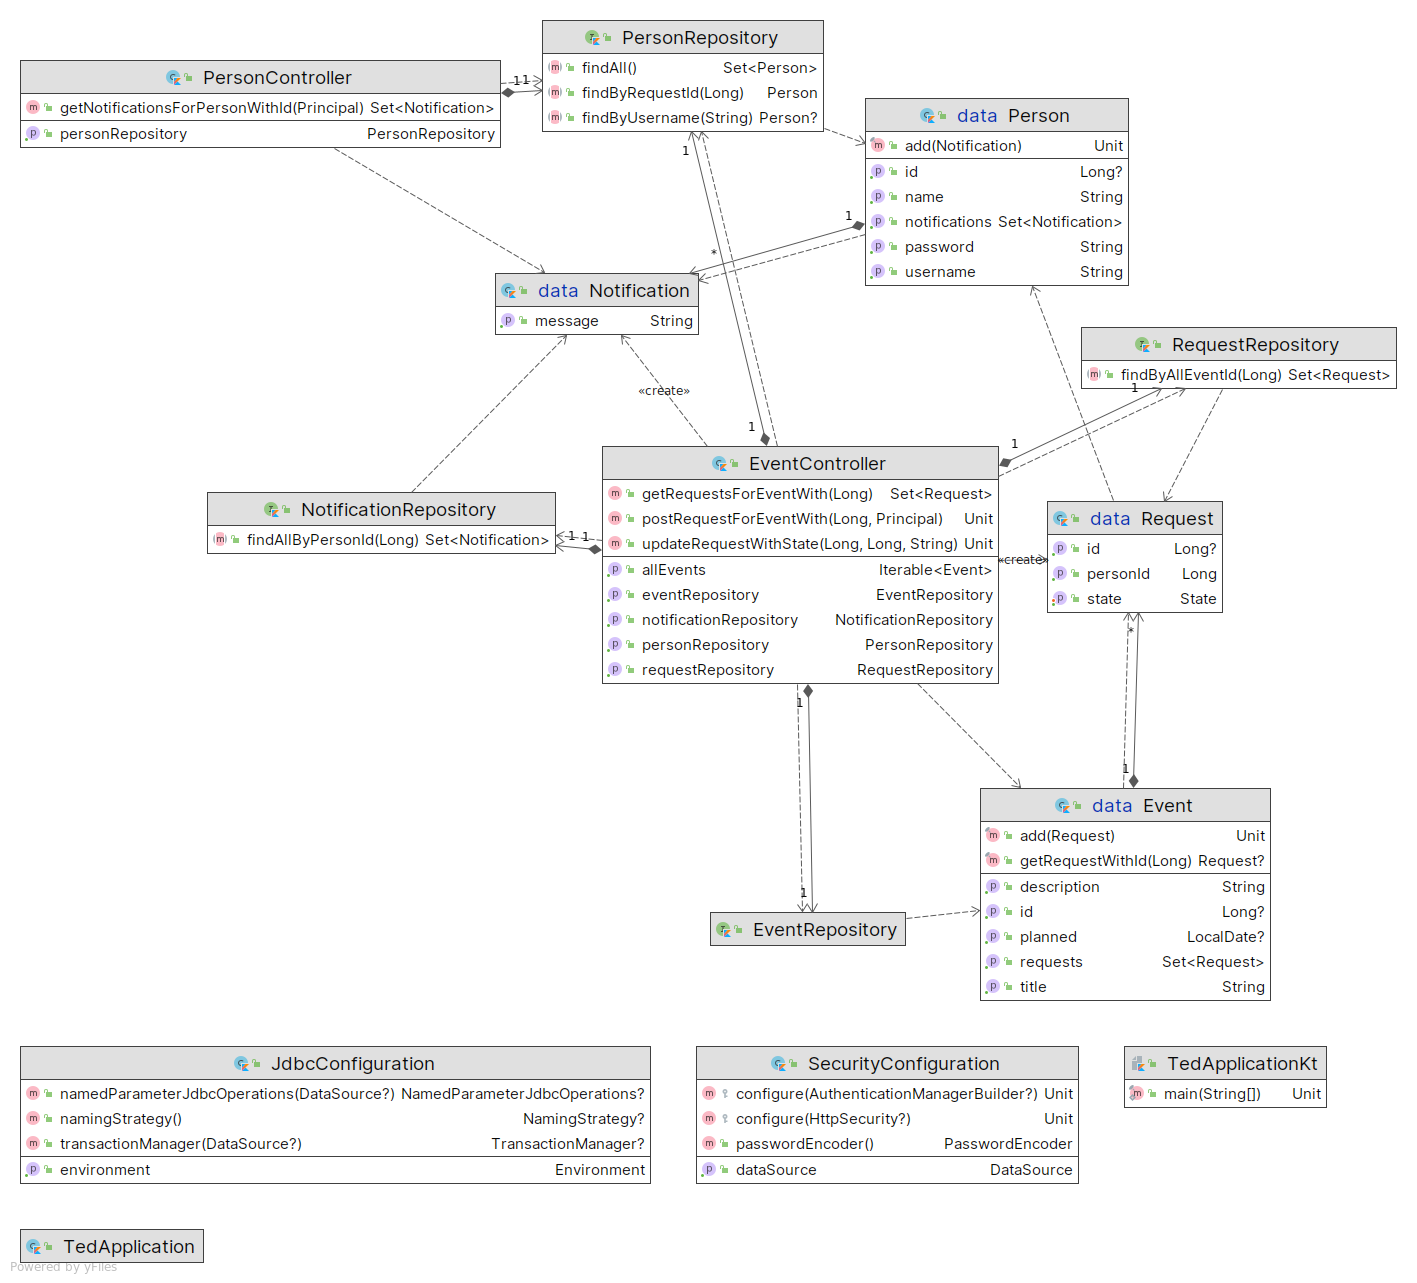 PersonRepository
findAll() Set<Person>
findByRequestId(Long) Person
findByUsername(String) Person?
PersonController
getNotificationsForPersonWithId(Principal) Set<Notification>
personRepository PersonRepository
1 1
data Person
add(Notification) Unit
id Long?
name String
notifications Set<Notification>
password String
username String
1
1
*
data Notification
message String
RequestRepository
findByAllEventId(Long) Set<Request>
1
«create»
1
1
EventController
getRequestsForEventWith(Long) Set<Request>
postRequestForEventWith(Long, Principal) Unit
updateRequestWithState(Long, Long, String) Unit
allEvents Iterable<Event>
eventRepository EventRepository
notificationRepository NotificationRepository
personRepository PersonRepository
requestRepository RequestRepository
NotificationRepository
findAllByPersonId(Long) Set<Notification>
1 1
«create»
data Request
id Long?
personId Long
state State
*
1
1
1
data Event
add(Request) Unit
getRequestWithId(Long) Request?
description String
id Long?
planned LocalDate?
requests Set<Request>
title String
EventRepository
JdbcConfiguration
namedParameterJdbcOperations(DataSource?) NamedParameterJdbcOperations?
namingStrategy() NamingStrategy?
transactionManager(DataSource?) TransactionManager?
environment Environment
SecurityConfiguration
configure(AuthenticationManagerBuilder?) Unit
configure(HttpSecurity?) Unit
passwordEncoder() PasswordEncoder
dataSource DataSource
TedApplicationKt
main(String[]) Unit
TedApplication
Powered by yFiles